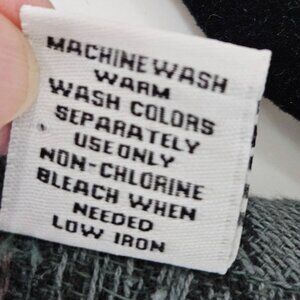 MACHINE WASH
WARM
WASH COLORS
SEPARATELY
USE ONLY
NON-CHLORINE
BLEACH WHEN
NEEDED
LOW IRON